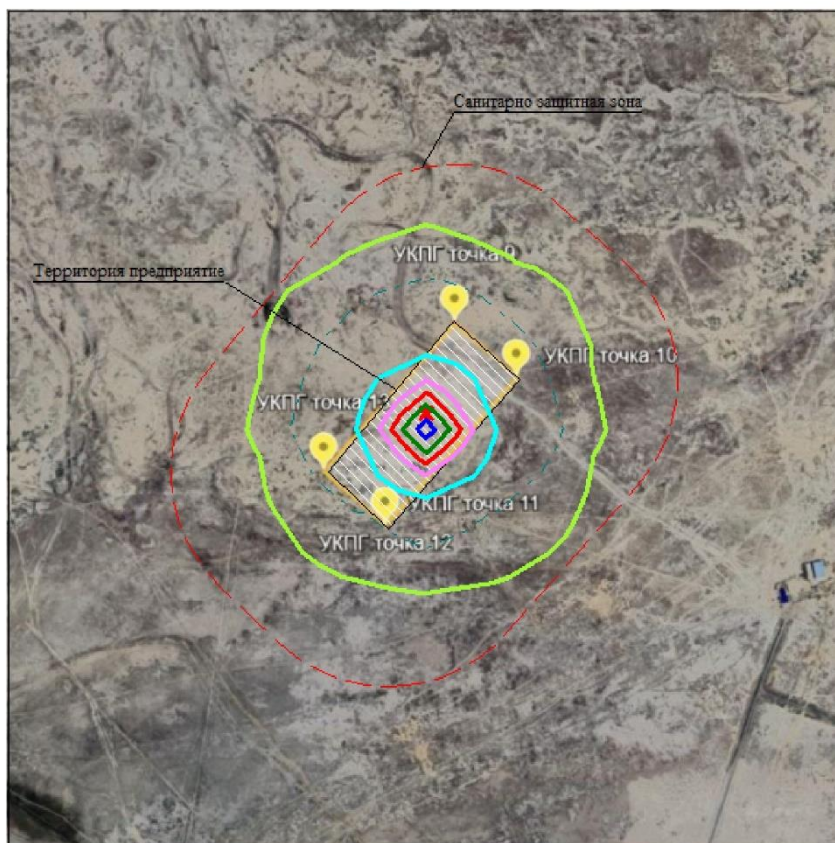 Санитарно защитная зона
УКПГ точка 9
Территория предприятие
УКПГ точка 10
УКПГ точка 13
УКПГ точка 11
УКПГ точка 12